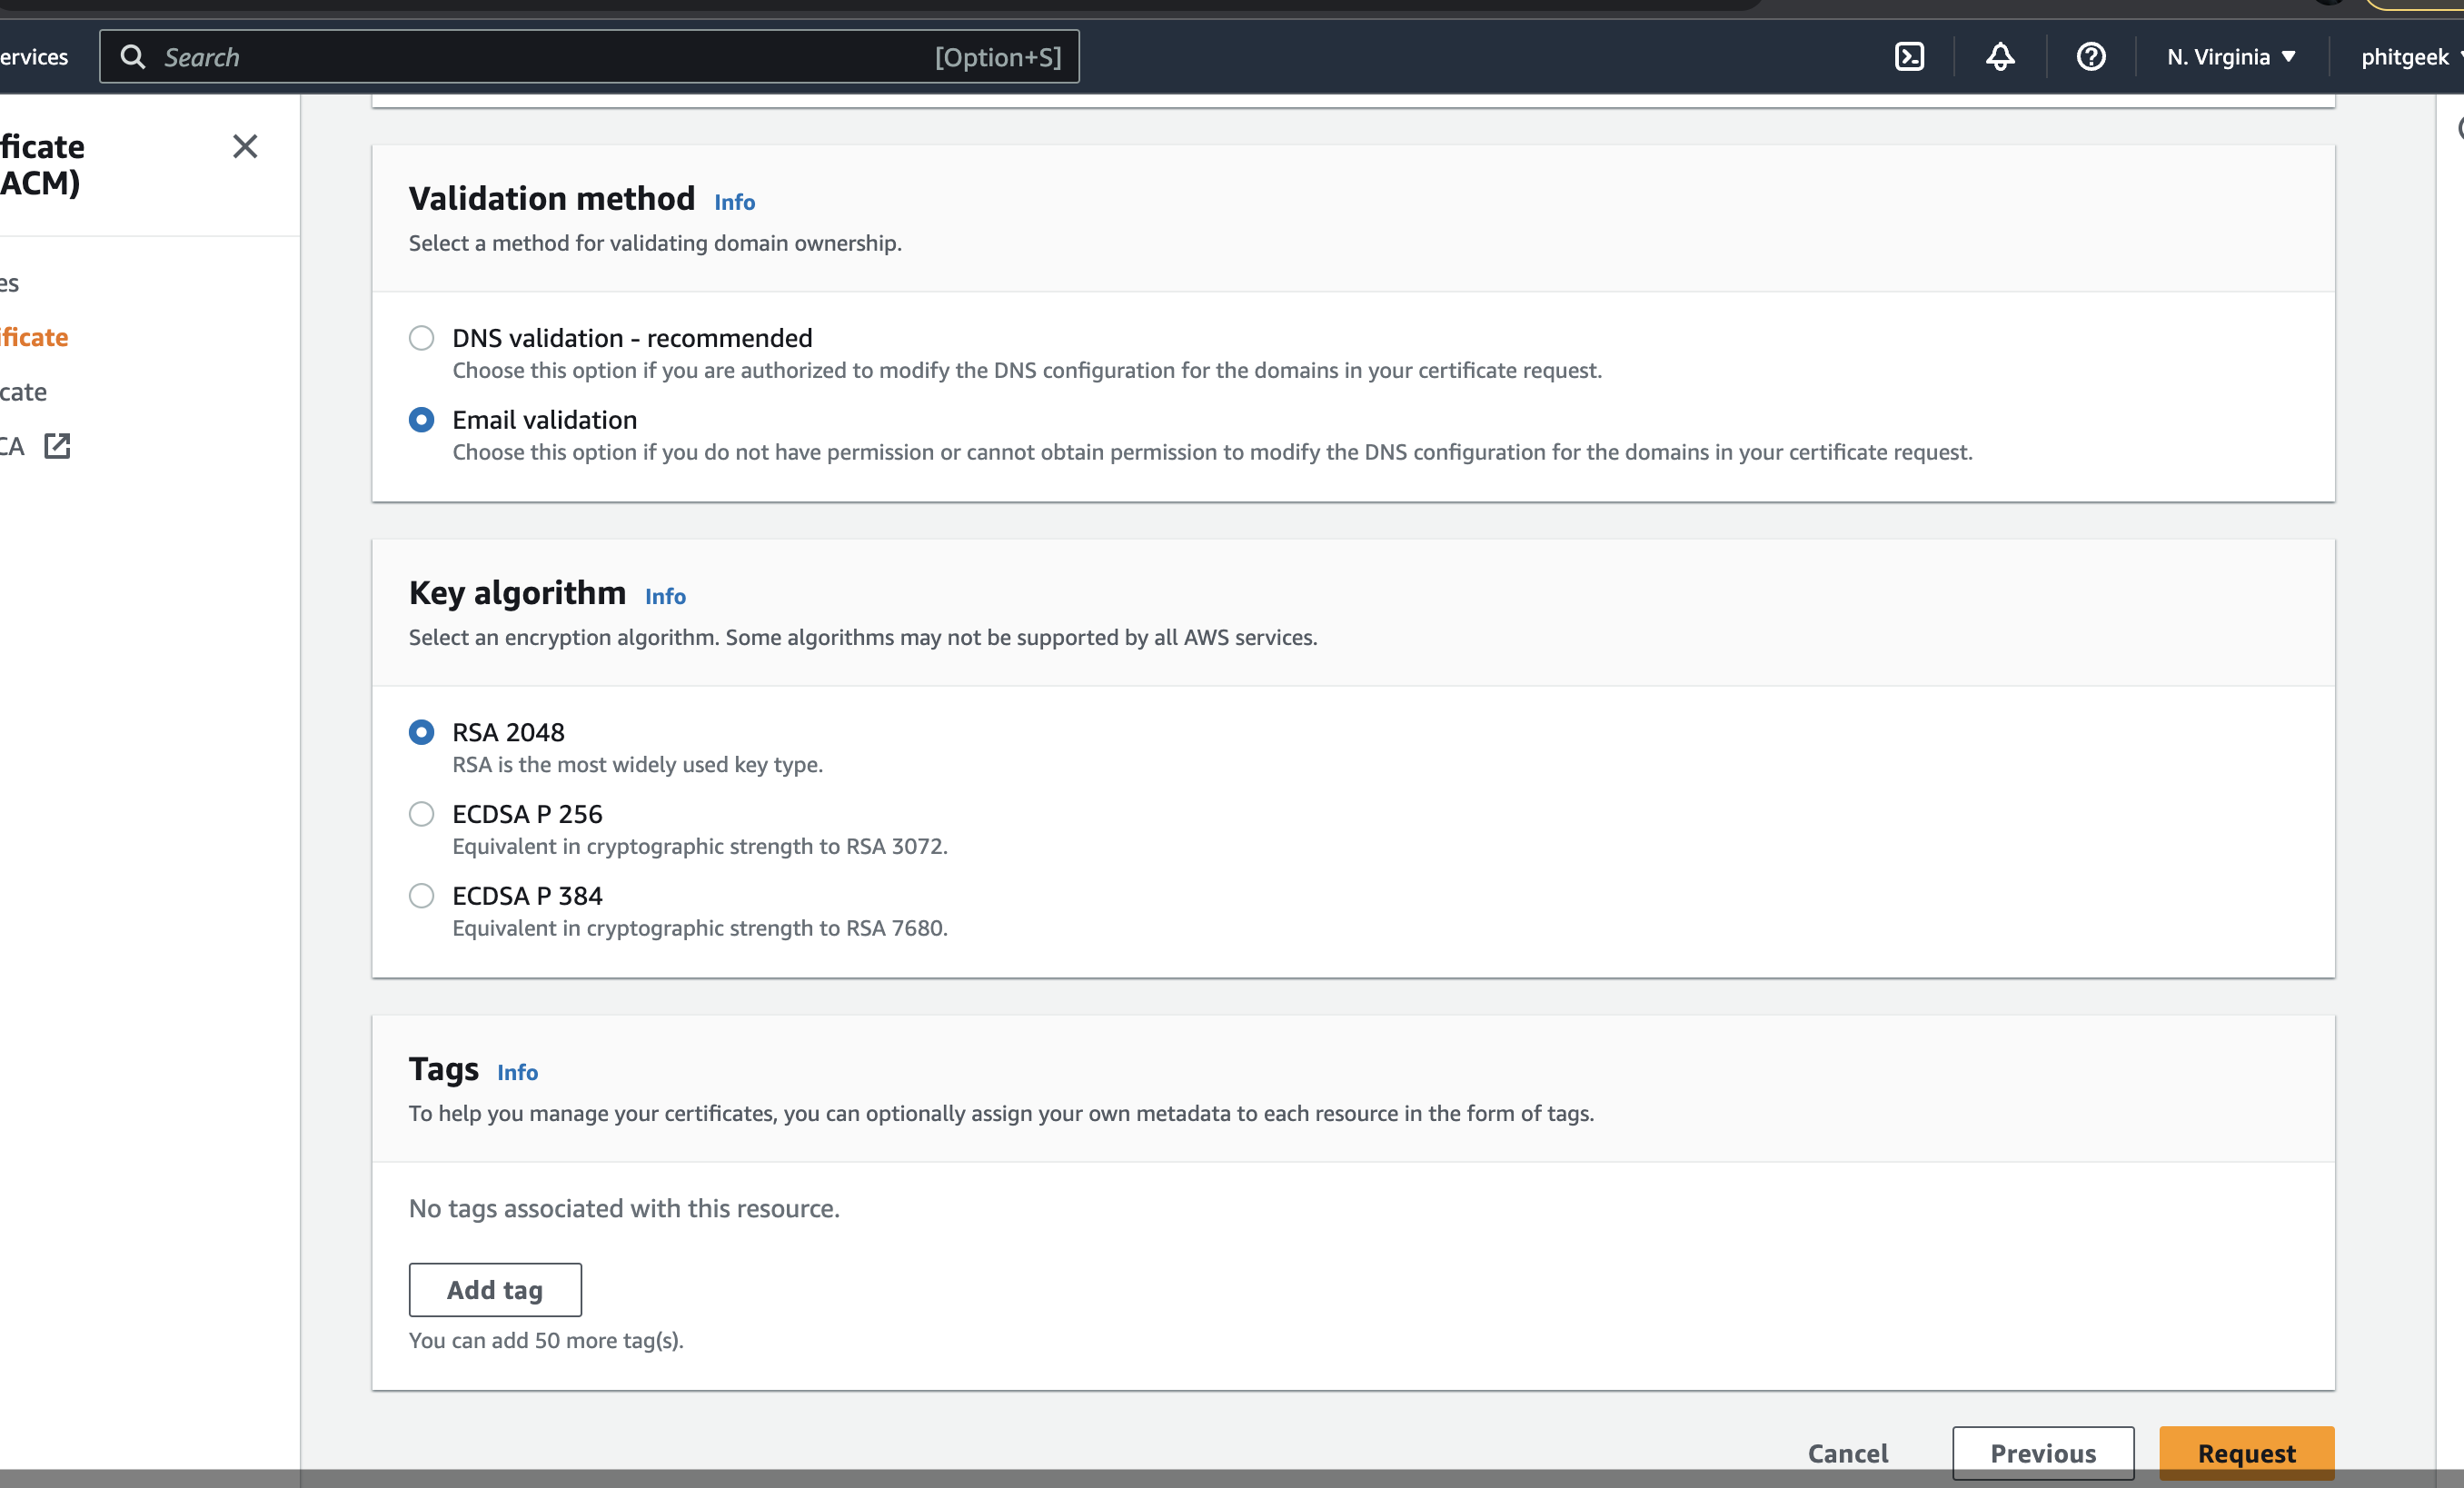 ervices
Search
[Option+S]
N. Virginia
phitgeek
ficate
ACM)
es
ificate
cate
CA
Validation method Info
Select a method for validating domain ownership.
DNS validation - recommended
Choose this option if you are authorized to modify the DNS configuration for the domains in your certificate request.
Email validation
Choose this option if you do not have permission or cannot obtain permission to modify the DNS configuration for the domains in your certificate request.
Key algorithm Info
Select an encryption algorithm. Some algorithms may not be supported by all AWS services.
RSA 2048
RSA is the most widely used key type.
ECDSA P 256
Equivalent in cryptographic strength to RSA 3072.
ECDSA P 384
Equivalent in cryptographic strength to RSA 7680.
Tags Info
To help you manage your certificates, you can optionally assign your own metadata to each resource in the form of tags.
No tags associated with this resource.
Add tag
You can add 50 more tag(s).
Cancel
Previous
Request